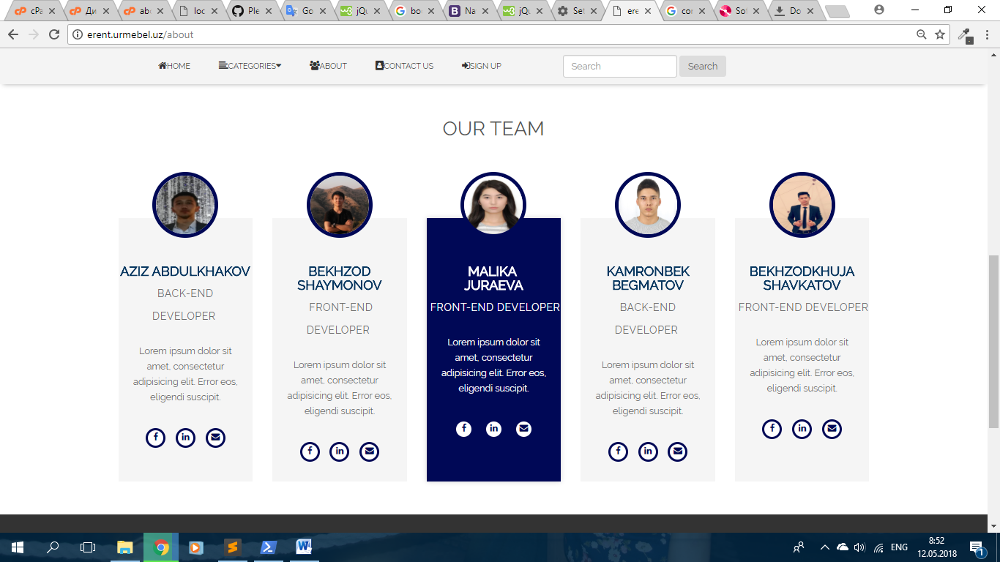 cPa
Ди
abo
loc
Ple
Go
jQu
bo
Na
jQu
Set
ere
cor
Sof
Do
erent.urmebel.uz/about
HOME
CATEGORIES
ABOUT
CONTACT US
SIGN UP
Search
Search
OUR TEAM
AZIZ ABDULKHAKOV
BACK-END
DEVELOPER
Lorem ipsum dolor sit
amet, consectetur
adipisicing elit. Error eos,
eligendi suscipit.
BEKHZOD
SHAYMONOV
FRONT-END
DEVELOPER
Lorem ipsum dolor sit
amet, consectetur
adipisicing elit. Error eos,
eligendi suscipit.
MALIKA
JURAEVA
FRONT-END DEVELOPER
Lorem ipsum dolor sit
amet, consectetur
adipisicing elit. Error eos,
eligendi suscipit.
KAMRONBEK
BEGMATOV
BACK-END
DEVELOPER
Lorem ipsum dolor sit
amet, consectetur
adipisicing elit. Error eos,
eligendi suscipit.
BEKHZODKHUJA
SHAVKATOV
FRONT-END DEVELOPER
Lorem ipsum dolor sit
amet, consectetur
adipisicing elit. Error eos,
eligendi suscipit.
ENG
8:52
12.05.2018
1